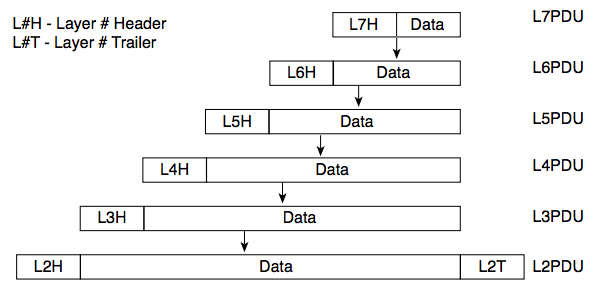 L#H - Layer # Header
L#T - Layer # Trailer
L7H Data L7PDU
L6H Data L6PDU
L5H Data L5PDU
L4H Data L4PDU
L3H Data L3PDU
L2H Data L2T L2PDU